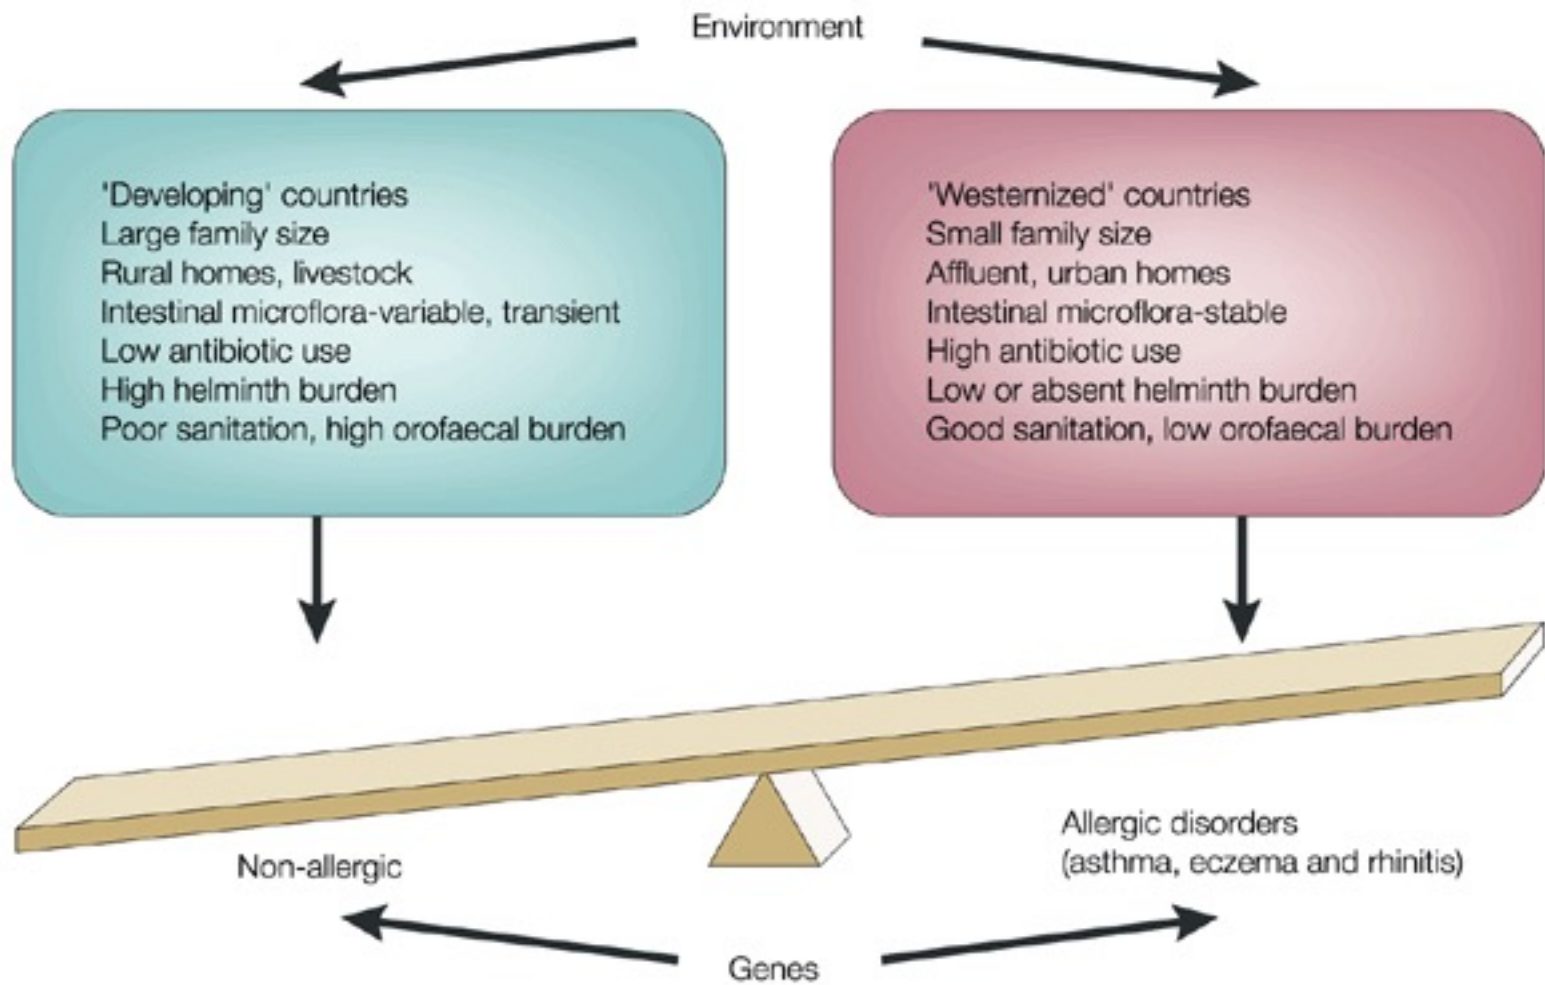 Environment
'Developing' countries
Large family size
Rural homes, livestock
Intestinal microflora-variable, transient
Low antibiotic use
High helminth burden
Poor sanitation, high orofaecal burden
'Westernized' countries
Small family size
Affluent, urban homes
Intestinal microflora-stable
High antibiotic use
Low or absent helminth burden
Good sanitation, low orofaecal burden
Non-allergic
Allergic disorders
(asthma, eczema and rhinitis)
Genes